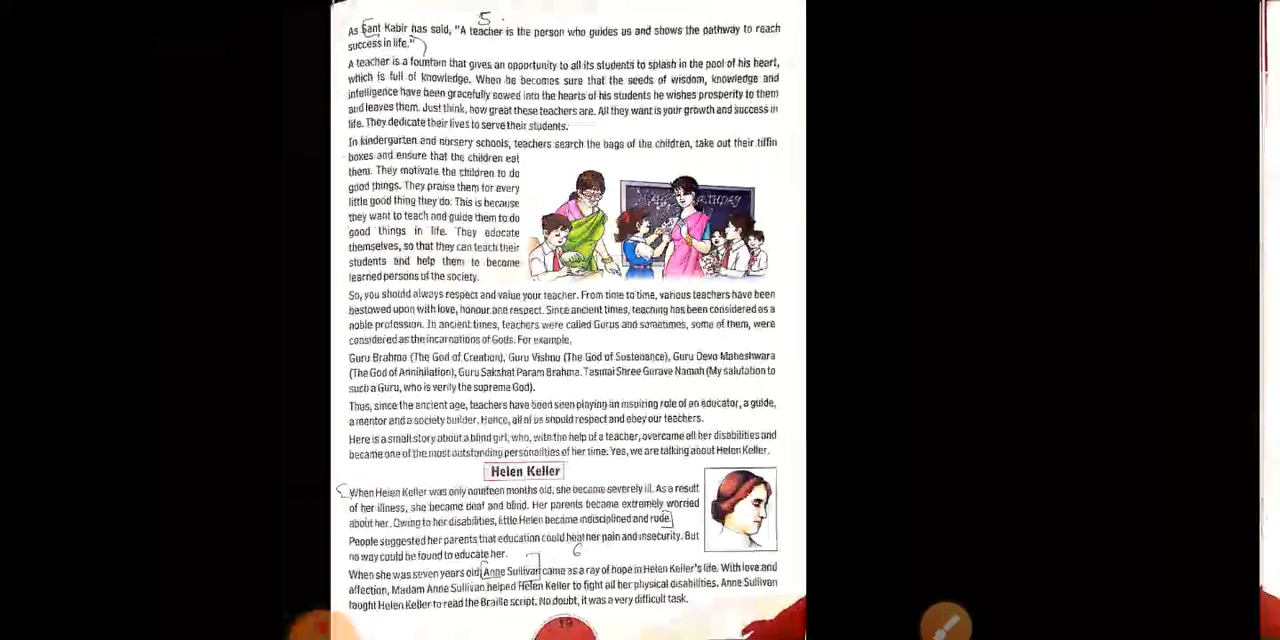 5
As Sant Kabir has said, "A teacher is the person who guides us and shows the pathway to reach
success in life."
A teacher is a fountain that gives an opportunity to all its students to splash in the pool of his heart,
which is full of knowledge. When he becomes sure that the seeds of wisdom, knowledge and
intelligence have been gracefully sowed into the hearts of his students he wishes prosperity to them
and leaves them. Just think, how great these teachers are. All they want is your growth and success in
life. They dedicate their lives to serve their students.
In kindergarten and nursery schools, teachers search the bags of the children, take out their tiffin
boxes and ensure that the children eat
them. They motivate the children to do
good things. They praise them for every
little good thing they do. This is because
they want to teach and guide them to do
good things in life. They educate
themselves, so that they can teach their
students and help them to become
learned persons of the society.
So, you should always respect and value your teacher. From time to time, various teachers have been
bestowed upon with love, honour and respect. Since ancient times, teaching has been considered as a
noble profession. In ancient times, teachers were called Gurus and sometimes, some of them, were
considered as the incarnations of Gods. For example,
Guru Brahma (The God of Creation), Guru Vishnu (The God of Sustenance), Guru Devo Maheshwara
(The God of Annihilation), Guru Sakshat Param Brahma. Tasmai Shree Gurave Namah (My salutation to
such a Guru, who is verily the supreme God).
Thus, since the ancient age, teachers have been seen playing an inspiring role of an educator, a guide,
a mentor and a society builder. Hence, all of us should respect and obey our teachers.
Here is a small story about a blind girl, who, with the help of a teacher, overcame all her disabilities and
became one of the most outstanding personalities of her time. Yes, we are talking about Helen Keller.
Helen Keller
When Helen Keller was only nineteen months old, she became severely ill. As a result
of her illness, she became deaf and blind. Her parents became extremely worried
about her. Owing to her disabilities, little Helen became indisciplined and rude.
People suggested her parents that education could heal her pain and insecurity. But
no way could be found to educate her.
6
When she was seven years old, Anne Sullivan came as a ray of hope in Helen Keller's life. With love and
affection, Madam Anne Sullivan helped Helen Keller to fight all her physical disabilities. Anne Sullivan
taught Helen Keller to read the Braille script. No doubt, it was a very difficult task.
19